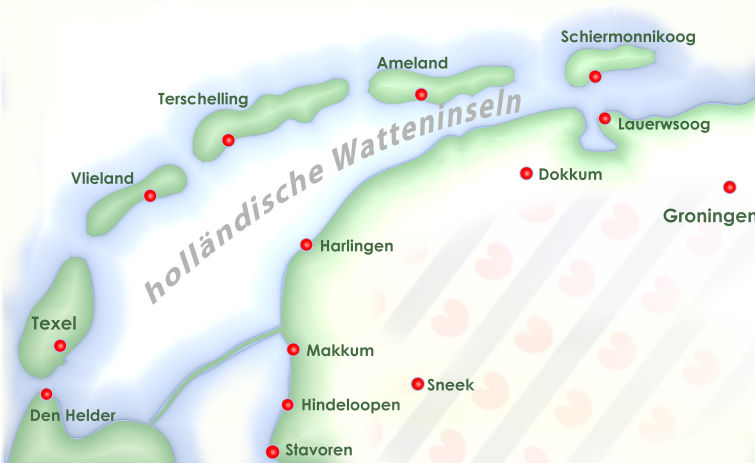 Schiermonnikoog
Ameland
Terschelling
Lauerwsoog
holländische Watteninseln
Vlieland
Dokkum
Groningen
Harlingen
Texel
Makkum
Sneek
Hindeloopen
Den Helder
Stavoren